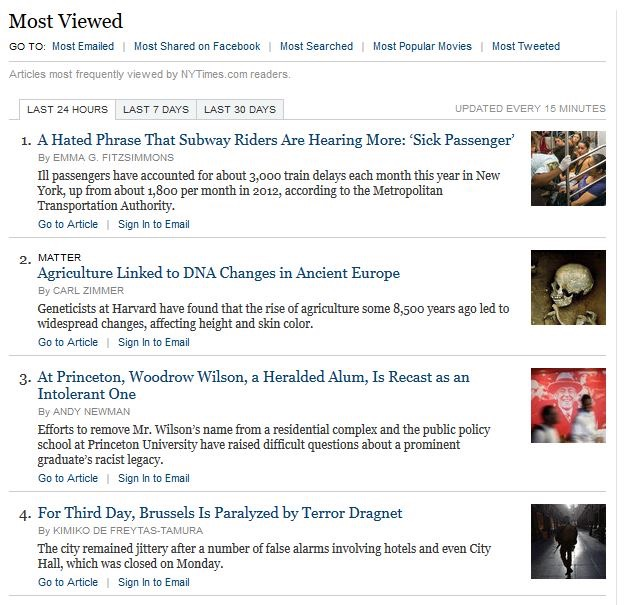 Most Viewed
GO TO: Most Emailed | Most Shared on Facebook | Most Searched | Most Popular Movies | Most Tweeted
Articles most frequently viewed by NYTimes.com readers.
LAST 24 HOURS LAST 7 DAYS LAST 30 DAYS UPDATED EVERY 15 MINUTES
1. A Hated Phrase That Subway Riders Are Hearing More: ‘Sick Passenger’
By EMMA G. FITZSIMMONS
Ill passengers have accounted for about 3,000 train delays each month this year in New
York, up from about 1,800 per month in 2012, according to the Metropolitan
Transportation Authority.
Go to Article | Sign In to Email
2. MATTER
Agriculture Linked to DNA Changes in Ancient Europe
By CARL ZIMMER
Geneticists at Harvard have found that the rise of agriculture some 8,500 years ago led to
widespread changes, affecting height and skin color.
Go to Article | Sign In to Email
3. At Princeton, Woodrow Wilson, a Heralded Alum, Is Recast as an
Intolerant One
By ANDY NEWMAN
Efforts to remove Mr. Wilson’s name from a residential complex and the public policy
school at Princeton University have raised difficult questions about a prominent
graduate’s racist legacy.
Go to Article | Sign In to Email
4. For Third Day, Brussels Is Paralyzed by Terror Dragnet
By KIMIKO DE FREYTAS-TAMURA
The city remained jittery after a number of false alarms involving hotels and even City
Hall, which was closed on Monday.
Go to Article | Sign In to Email